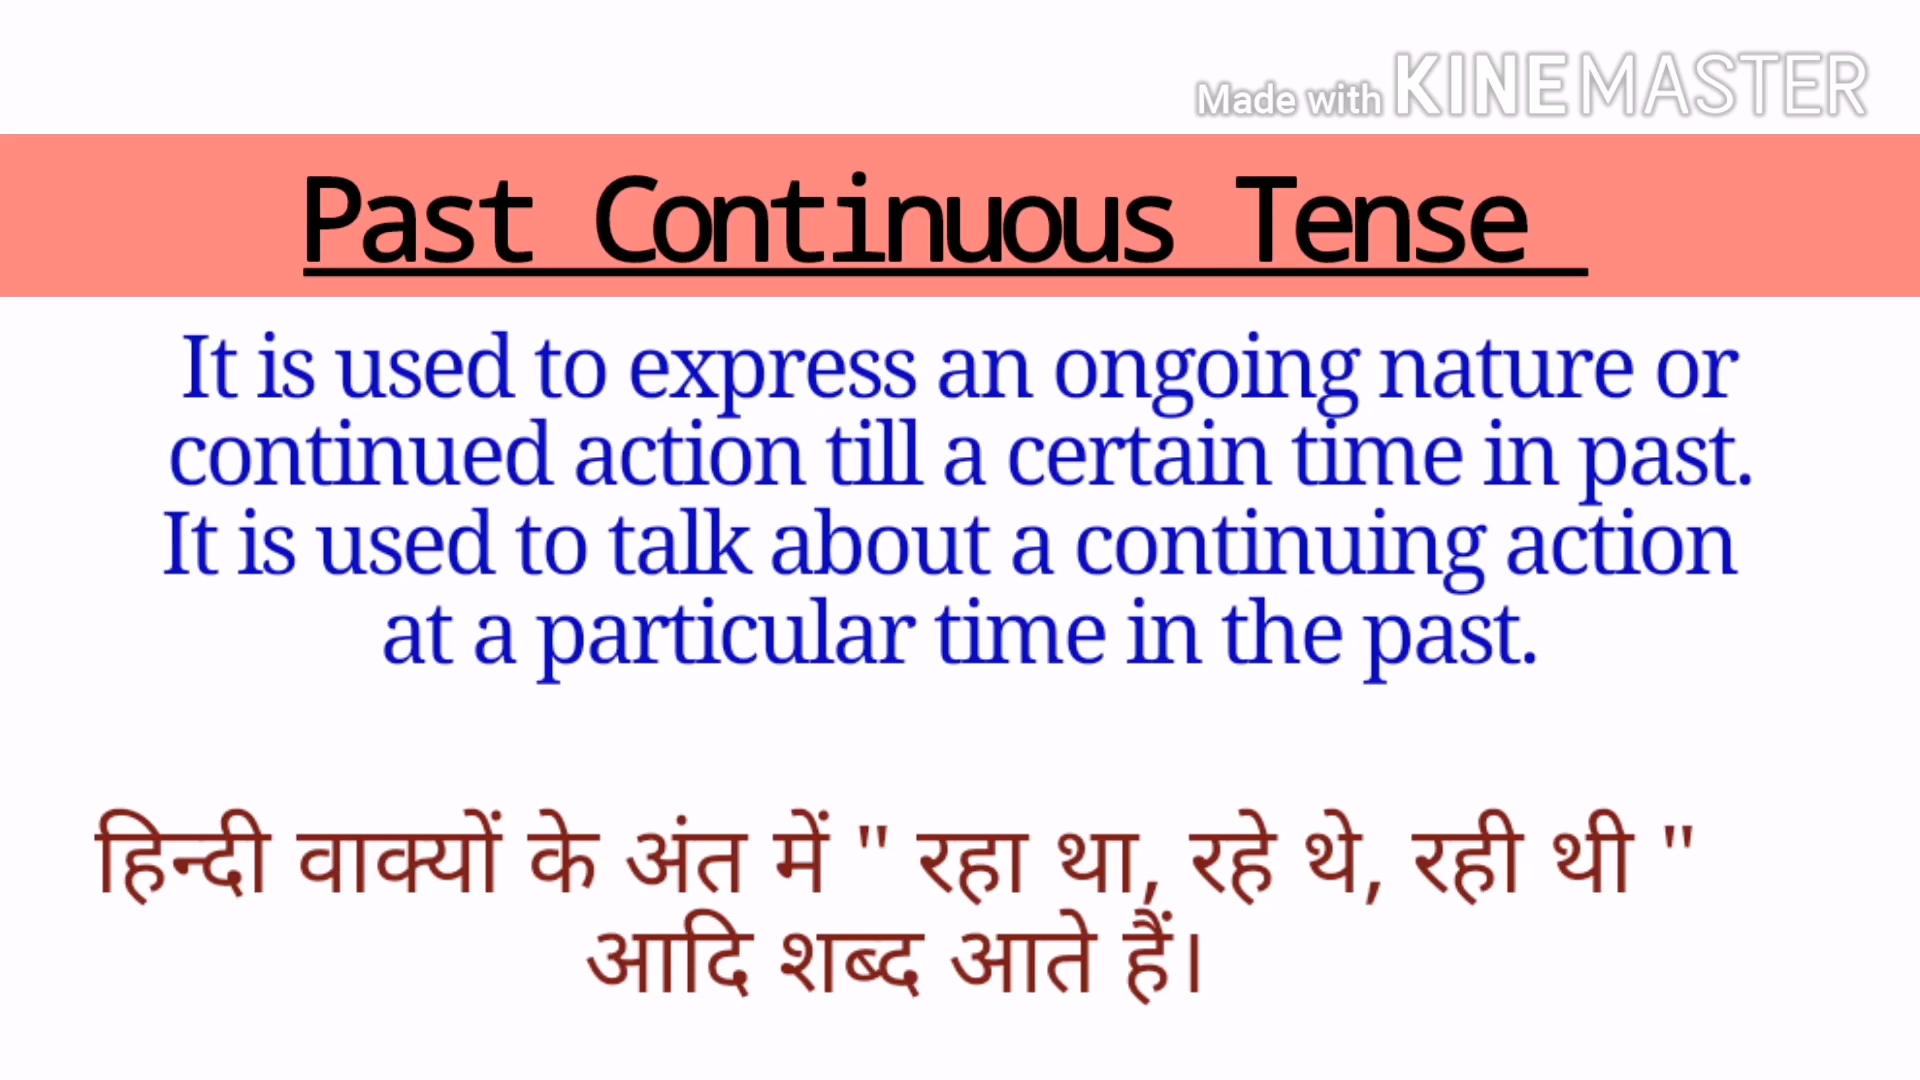 Made with KINEMASTER
Past Continuous Tense
It is used to express an ongoing nature or
continued action till a certain time in past.
It is used to talk about a continuing action
at a particular time in the past.
हिन्दी वाक्यों के अंत में " रहा था, रहे थे, रही थी "
आदि शब्द आते हैं।